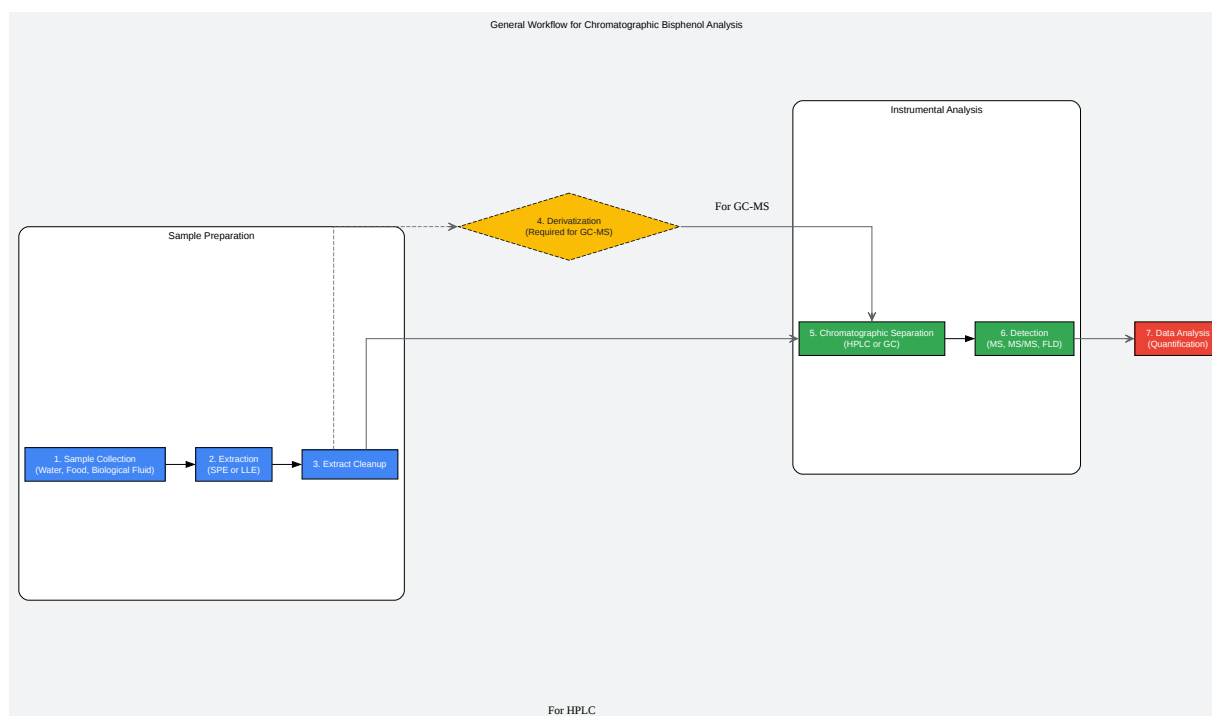 General Workflow for Chromatographic Bisphenol Analysis
Instrumental Analysis
For GC-MS
4. Derivatization
(Required for GC-MS)
Sample Preparation
5. Chromatographic Separation
(HPLC or GC)
6. Detection
(MS, MS/MS, FLD)
7. Data Analysis
(Quantification)
1. Sample Collection
(Water, Food, Biological Fluid)
2. Extraction
(SPE or LLE)
3. Extract Cleanup
For HPLC